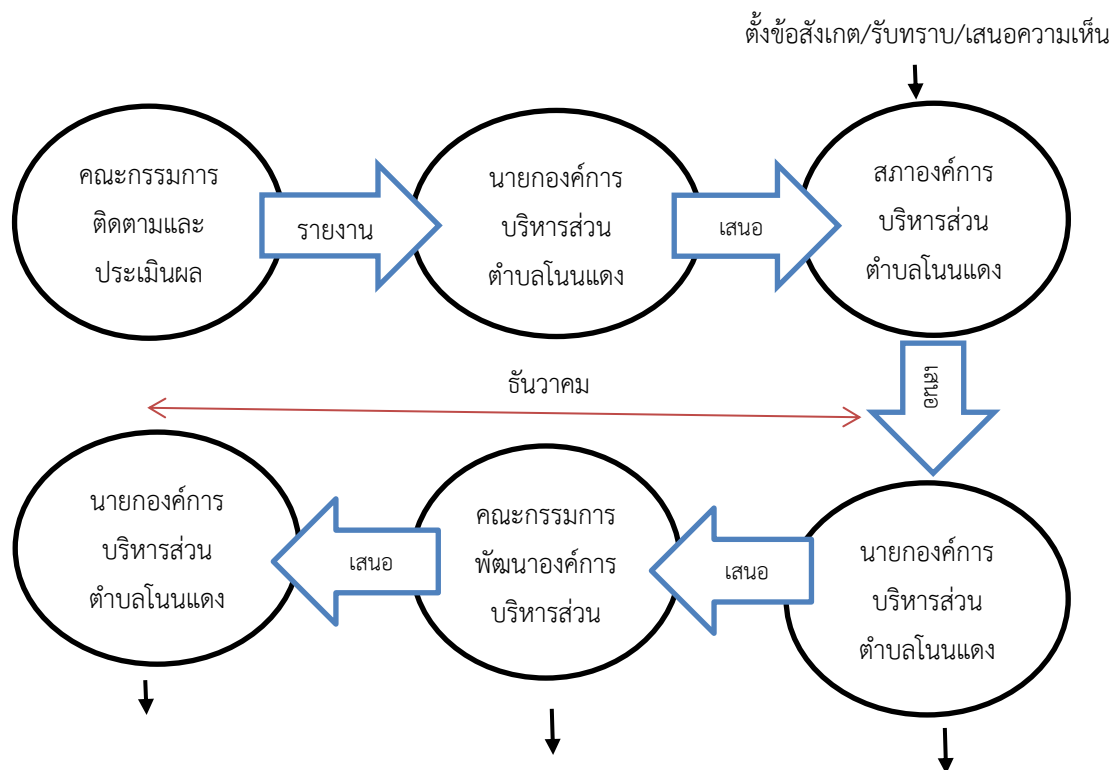 ตั้งข้อสังเกต/รับทราบ/เสนอความเห็น
คณะกรรมการ
ติดตามและ
ประเมินผล
รายงาน
นายกองค์การ
บริหารส่วน
ตำบลโนนแดง
เสนอ
สภาองค์การ
บริหารส่วน
ตำบลโนนแดง
เสนอ
ธันวาคม
นายกองค์การ
บริหารส่วน
ตำบลโนนแดง
เสนอ
คณะกรรมการ
พัฒนาองค์การ
บริหารส่วน
เสนอ
นายกองค์การ
บริหารส่วน
ตำบลโนนแดง